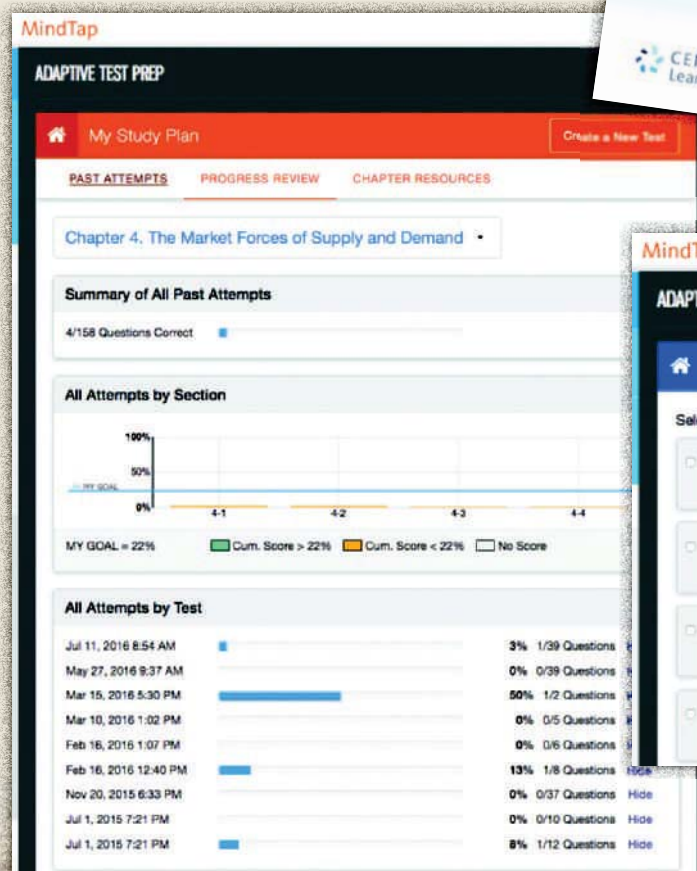 MindTap
ADAPTIVE TEST PREP
My Study Plan
Create a New Test
PAST ATTEMPTS PROGRESS REVIEW CHAPTER RESOURCES
Chapter 4. The Market Forces of Supply and Demand
Summary of All Past Attempts
4/158 Questions Correct
All Attempts by Section
100%
50%
MY GOAL
0%
4-1 4-2 4-3 4-4
MY GOAL = 22% Cum. Score > 22% Cum. Score < 22% No Score
All Attempts by Test
Jul 11, 2016 8:54 AM 3% 1/39 Questions
May 27, 2016 9:37 AM 0% 0/39 Questions
Mar 15, 2016 5:30 PM 50% 1/2 Questions
Mar 10, 2016 1:02 PM 0% 0/5 Questions
Feb 16, 2016 1:07 PM 0% 0/6 Questions
Feb 16, 2016 12:40 PM 13% 1/8 Questions Hide
Nov 20, 2015 6:33 PM 0% 0/37 Questions Hide
Jul 1, 2015 7:21 PM 0% 0/10 Questions Hide
Jul 1, 2015 7:21 PM 8% 1/12 Questions Hide